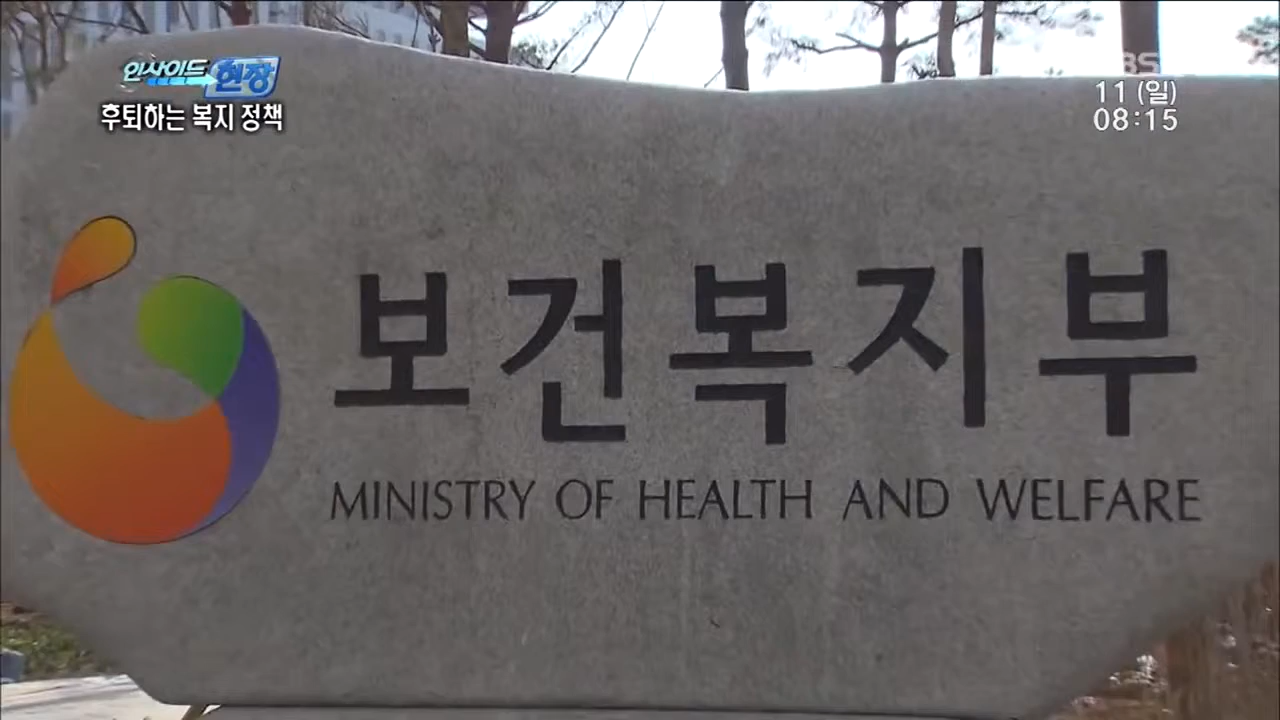 인사이드 현장
후퇴하는 복지 정책
11 (일)
08:15
보건복지부
MINISTRY OF HEALTH AND WELFARE